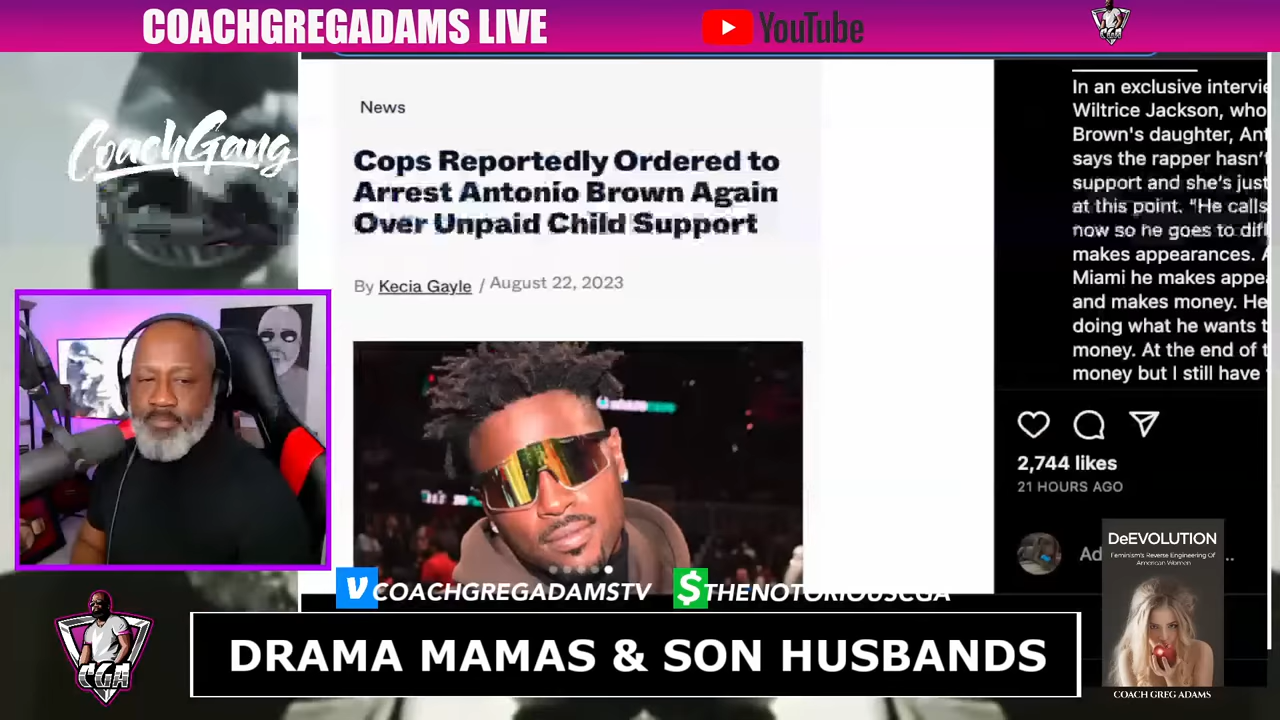 COACHGREGADAMS LIVE
YouTube
CGA
CoachGang
News
Cops Reportedly Ordered to
Arrest Antonio Brown Again
Over Unpaid Child Support
By Kecia Gayle / August 22, 2023
In an exclusive intervie
Wiltrice Jackson, who
Brown's daughter, Ant
says the rapper hasn't
support and she's just
at this point. "He calls
now so he goes to diff
makes appearances. A
Miami he makes appe
and makes money. He
doing what he wants t
money. At the end of t
money but I still have
2,744 likes
21 HOURS AGO
Ad
...
DeEVOLUTION
Feminism's Reverse Engineering Of
American Women
COACH GREG ADAMS
V COACHGREGADAMSTV $ THENOTORIOUSCGA
CGA
DRAMA MAMAS & SON HUSBANDS